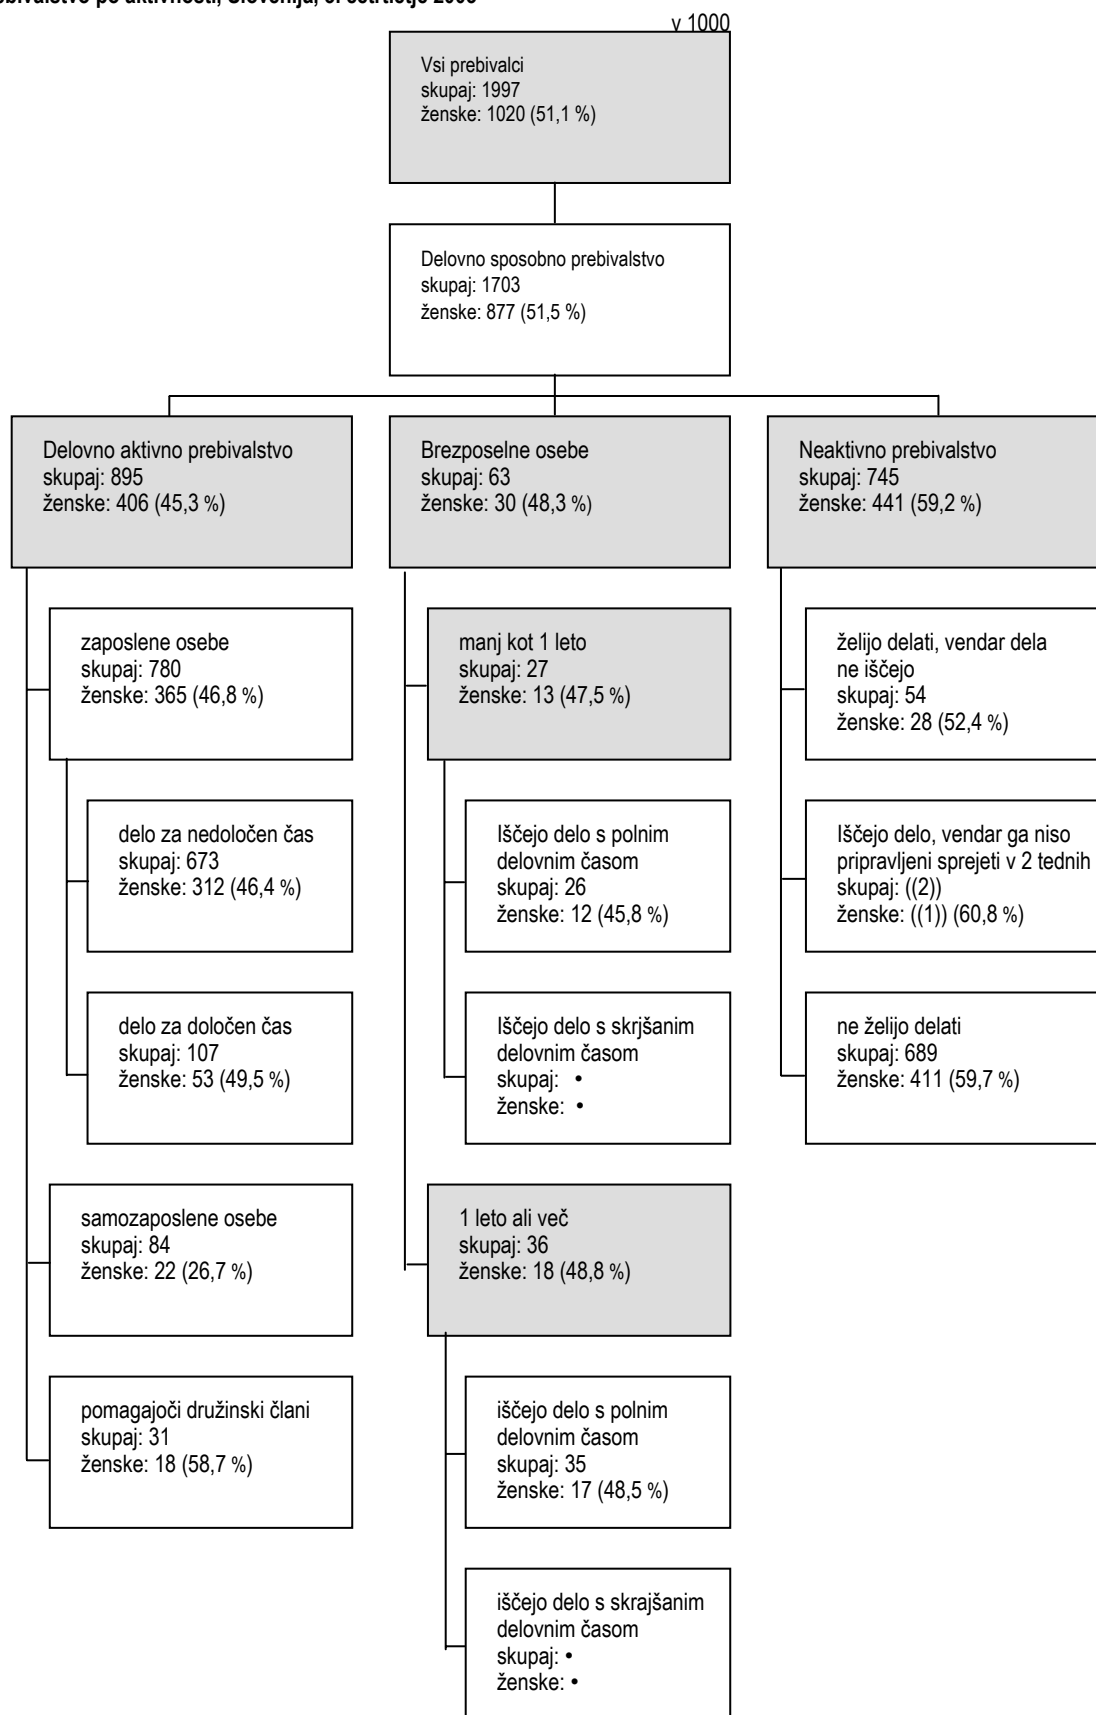 po aktivnosti, Slovenija,
v 1000
Vsi prebivalci
skupaj: 1997
ženske: 1020 (51,1 %)
Delovno sposobno prebivalstvo
skupaj: 1703
ženske: 877 (51,5 %)
Delovno aktivno prebivalstvo
skupaj: 895
ženske: 406 (45,3 %)
Brezposelne osebe
skupaj: 63
ženske: 30 (48,3 %)
Neaktivno prebivalstvo
skupaj: 745
ženske: 441 (59,2 %)
zaposlene osebe
skupaj: 780
ženske: 365 (46,8 %)
manj kot 1 leto
skupaj: 27
ženske: 13 (47,5 %)
želijo delati, vendar dela
ne iščejo
skupaj: 54
ženske: 28 (52,4 %)
delo za nedoločen čas
skupaj: 673
ženske: 312 (46,4 %)
Iščejo delo s polnim
delovnim časom
skupaj: 26
ženske: 12 (45,8 %)
Iščejo delo, vendar ga niso
pripravljeni sprejeti v 2 tednih
skupaj: ((2))
ženske: ((1)) (60,8 %)
delo za določen čas
skupaj: 107
ženske: 53 (49,5 %)
Iščejo delo s skrjšanim
delovnim časom
skupaj: •
ženske: •
ne želijo delati
skupaj: 689
ženske: 411 (59,7 %)
samozaposlene osebe
skupaj: 84
ženske: 22 (26,7 %)
1 leto ali več
skupaj: 36
ženske: 18 (48,8 %)
pomagajoči družinski člani
skupaj: 31
ženske: 18 (58,7 %)
iščejo delo s polnim
delovnim časom
skupaj: 35
ženske: 17 (48,5 %)
iščejo delo s skrajšanim
delovnim časom
skupaj: •
ženske: •